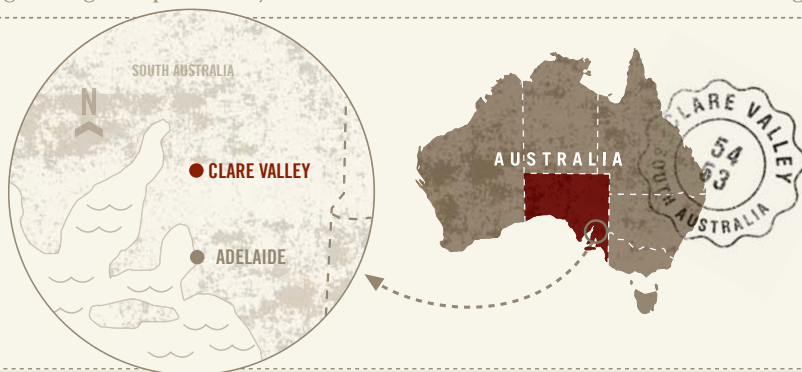 SOUTH AUSTRALIA
N
CLARE VALLEY
ADELAIDE
AUSTRALIA
CLARE VALLEY
54
53
SOUTH AUSTRALIA